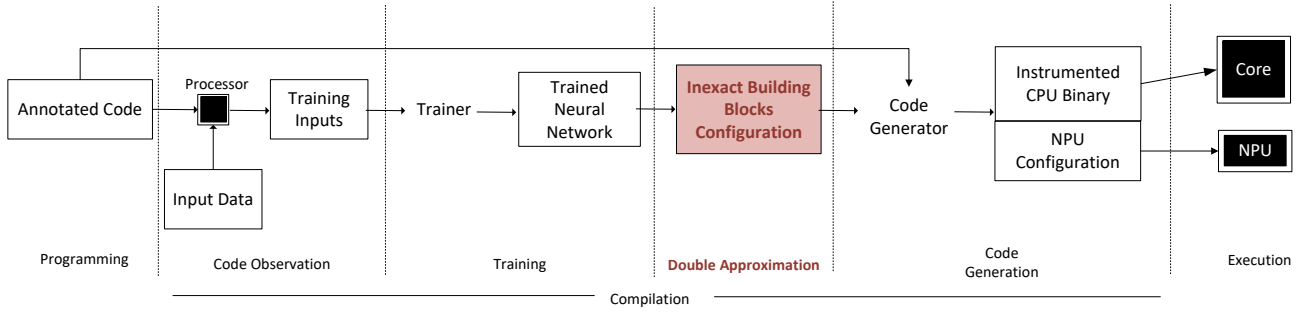 Annotated Code
Processor
Input Data
Training
Inputs
Trainer
Trained
Neural
Network
Inexact Building
Blocks
Configuration
Code
Generator
Instrumented
CPU Binary
NPU
Configuration
Core
NPU
Programming
Code Observation
Training
Double Approximation
Code
Generation
Execution
Compilation